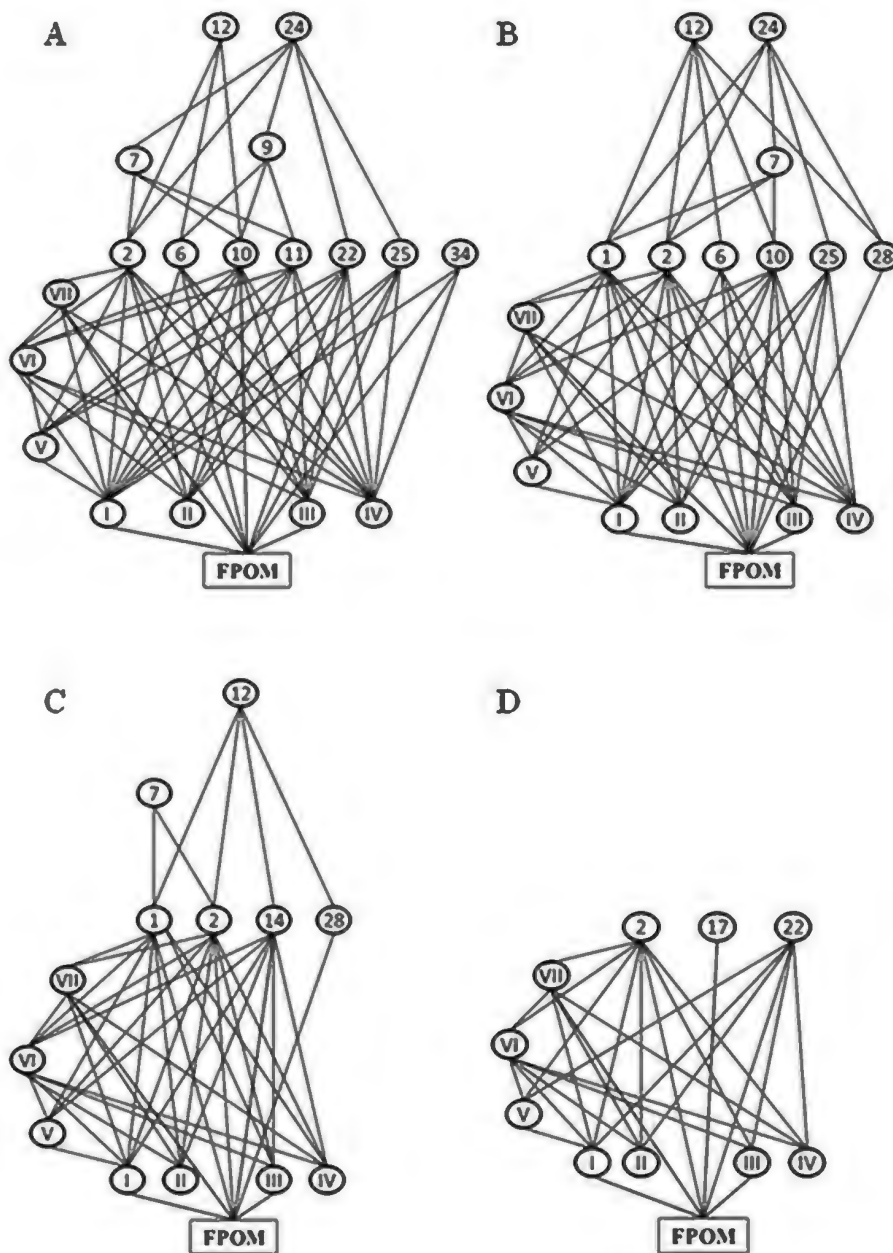 A
12 24
7 9
2 6 10 11 22 25 34
VII
VI
V
I II III IV
FPOM
B
12 24
7
1 2 6 10 25 28
VII
VI
V
I II III IV
FPOM
C
12
7
1 2 14 28
VII
VI
V
I II III IV
FPOM
D
2 17 22
VII
VI
V
I II III IV
FPOM